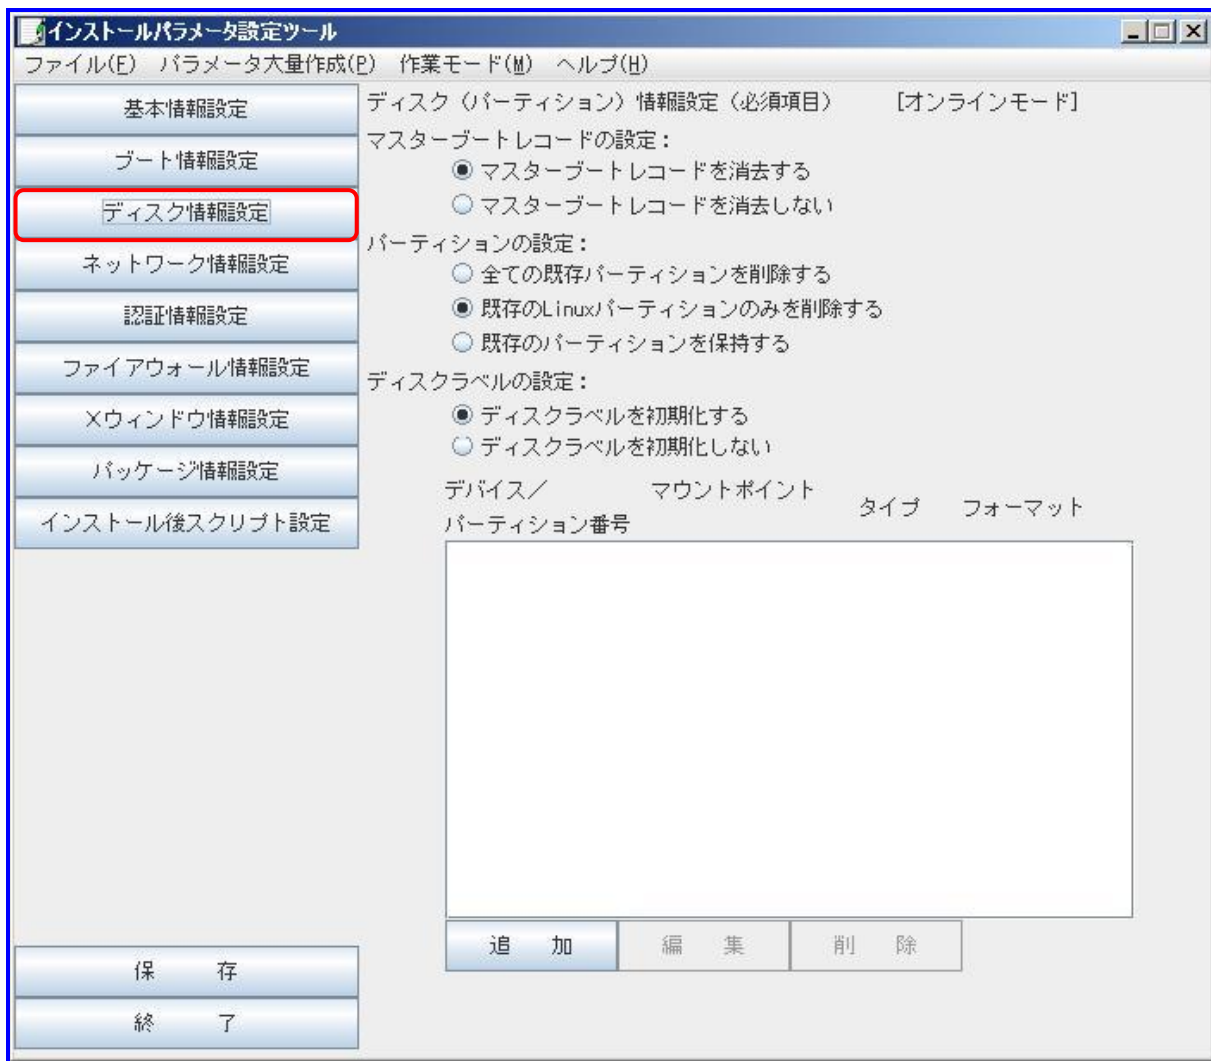 インストールパラメータ設定ツール
ファイル(F) パラメータ大量作成(P) 作業モード(M) ヘルプ(H)
基本情報設定
ブート情報設定
ディスク情報設定
ネットワーク情報設定
認証情報設定
ファイアウォール情報設定
Xウィンドウ情報設定
パッケージ情報設定
インストール後スクリプト設定
保 存
終 了
ディスク（パーティション）情報設定（必須項目） [オンラインモード]
マスターブートレコードの設定：
マスターブートレコードを消去する
マスターブートレコードを消去しない
パーティションの設定：
全ての既存パーティションを削除する
既存のLinuxパーティションのみを削除する
既存のパーティションを保持する
ディスクラベルの設定：
ディスクラベルを初期化する
ディスクラベルを初期化しない
デバイス／ マウントポイント
パーティション番号 タイプ フォーマット
追 加 編 集 削 除